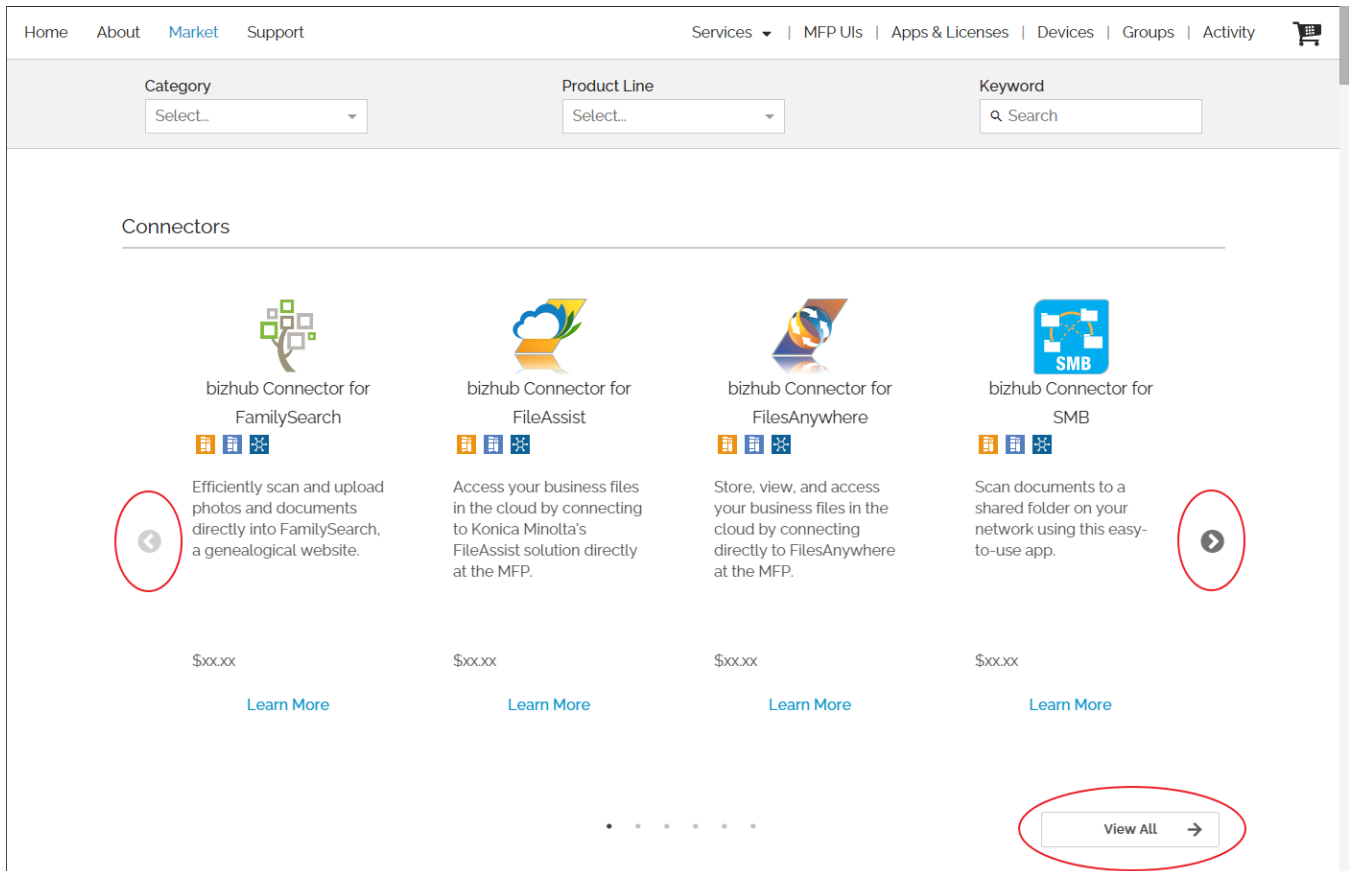 Home About Market Support Services | MFP UIs | Apps & Licenses | Devices | Groups | Activity
Category Product Line Keyword
Select... Select... Search
Connectors
SMB
bizhub Connector for
FamilySearch
Efficiently scan and upload
photos and documents
directly into FamilySearch,
a genealogical website.
$xx.xx
Learn More
bizhub Connector for
FileAssist
Access your business files
in the cloud by connecting
to Konica Minolta's
FileAssist solution directly
at the MFP.
$xx.xx
Learn More
bizhub Connector for
FilesAnywhere
Store, view, and access
your business files in the
cloud by connecting
directly to FilesAnywhere
at the MFP.
$xx.xx
Learn More
bizhub Connector for
SMB
Scan documents to a
shared folder on your
network using this easy-
to-use app.
$xx.xx
Learn More
View All